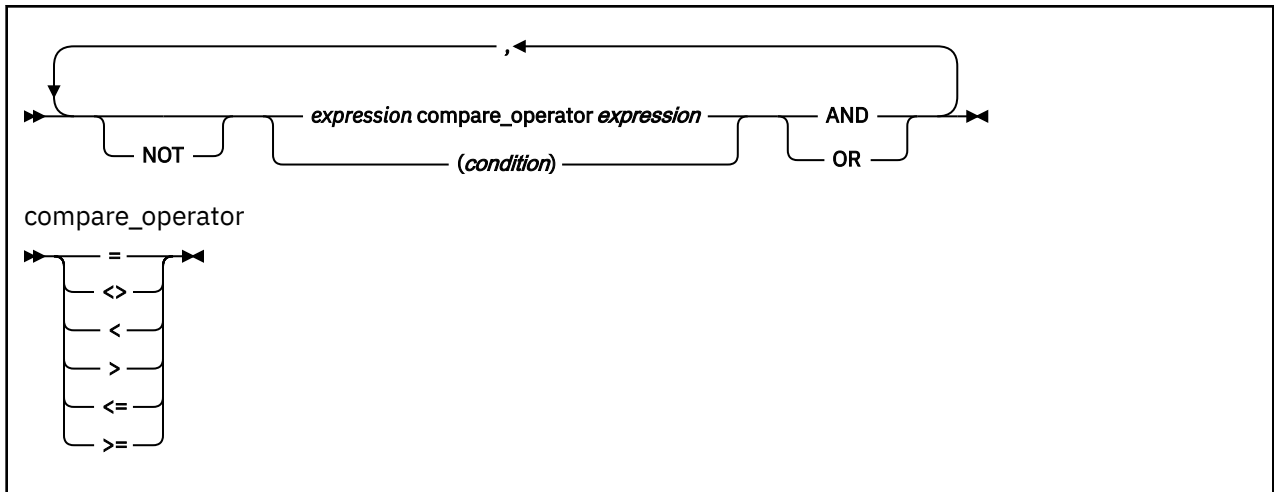 ,
expression compare_operator expression AND
NOT (condition) OR
compare_operator
=
<>
<
>
<=
>=